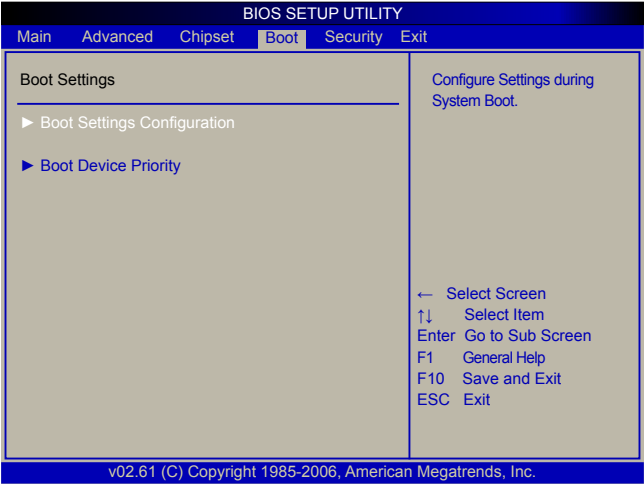 BIOS SETUP UTILITY
Main Advanced Chipset Boot Security Exit
Boot Settings
► Boot Settings Configuration
► Boot Device Priority
Configure Settings during
System Boot.
← Select Screen
↑↓ Select Item
Enter Go to Sub Screen
F1 General Help
F10 Save and Exit
ESC Exit
v02.61 (C) Copyright 1985-2006, American Megatrends, Inc.